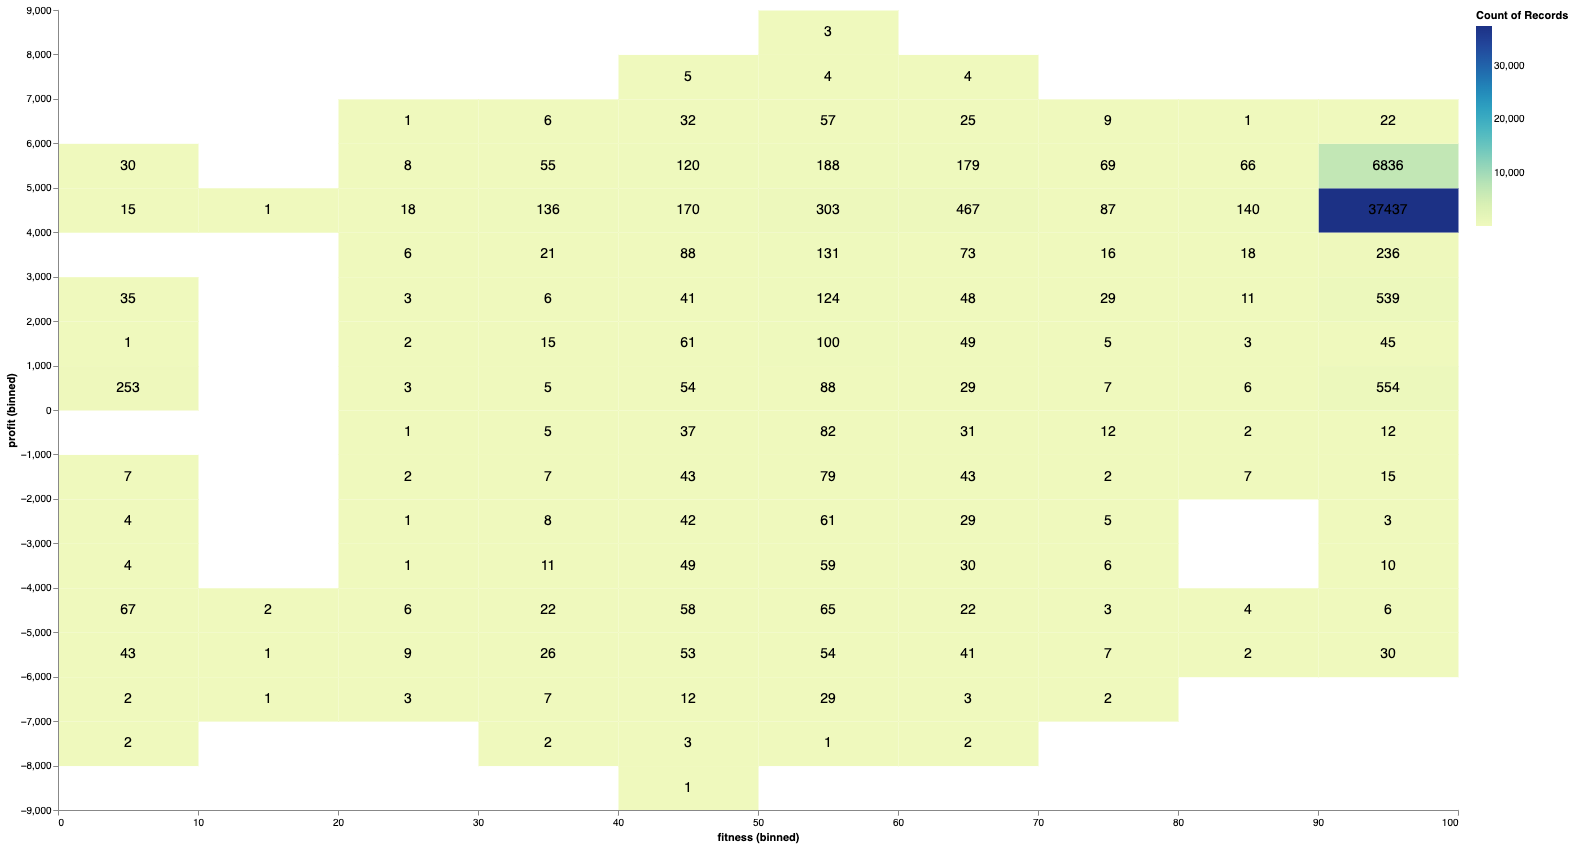 Count of Records
30,000
20,000
10,000
profit (binned)
9,000
3
8,000
5 4 4
7,000
1 6 32 57 25 9 1 22
6,000
30 8 55 120 188 179 69 66 6836
5,000
15 1 18 136 170 303 467 87 140 37437
4,000
6 21 88 131 73 16 18 236
3,000
35 3 6 41 124 48 29 11 539
2,000
1 2 15 61 100 49 5 3 45
1,000
253 3 5 54 88 29 7 6 554
0
1 5 37 82 31 12 2 12
−1,000
7 2 7 43 79 43 2 7 15
−2,000
4 1 8 42 61 29 5 3
−3,000
4 1 11 49 59 30 6 10
−4,000
67 2 6 22 58 65 22 3 4 6
−5,000
43 1 9 26 53 54 41 7 2 30
−6,000
2 1 3 7 12 29 3 2
−7,000
2 2 3 1 2
−8,000
1
−9,000
0 10 20 30 40 50 60 70 80 90 100
fitness (binned)